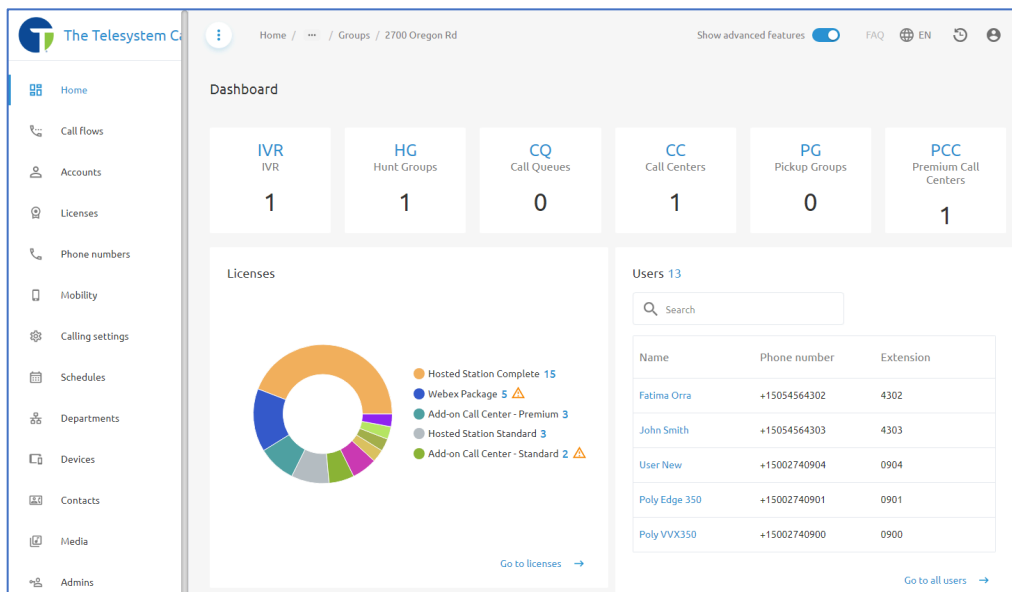 The Telesystem Ca
Home / ... / Groups / 2700 Oregon Rd
Show advanced features
FAQ
EN
Home
Call flows
Accounts
Licenses
Phone numbers
Mobility
Calling settings
Schedules
Departments
Devices
Contacts
Media
Admins
Dashboard
IVR
IVR
1
HG
Hunt Groups
1
CQ
Call Queues
0
CC
Call Centers
1
PG
Pickup Groups
0
PCC
Premium Call
Centers
1
Licenses
Hosted Station Complete 15
Webex Package 5
Add-on Call Center - Premium 3
Hosted Station Standard 3
Add-on Call Center - Standard 2
Go to licenses →
Users 13
Search
Name Phone number Extension
Fatima Orra +15054564302 4302
John Smith +15054564303 4303
User New +15002740904 0904
Poly Edge 350 +15002740901 0901
Poly VVX350 +15002740900 0900
Go to all users →